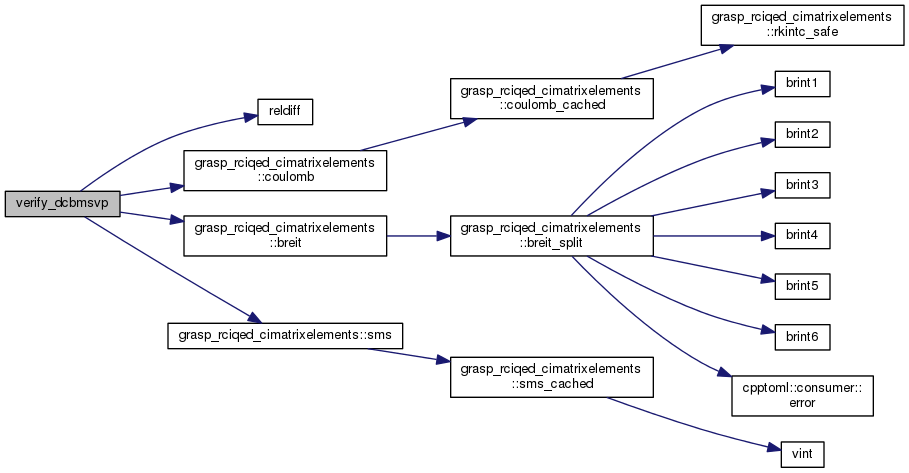 grasp_rciqed_cimatrixelements
::rkintc_safe
brint1
grasp_rciqed_cimatrixelements
::coulomb_cached
reldiff
brint2
grasp_rciqed_cimatrixelements
::coulomb
brint3
verify_dcbmsvp
grasp_rciqed_cimatrixelements
::breit
grasp_rciqed_cimatrixelements
::breit_split
brint4
brint5
grasp_rciqed_cimatrixelements::sms
brint6
grasp_rciqed_cimatrixelements
::sms_cached
cpptoml::consumer::
error
vint